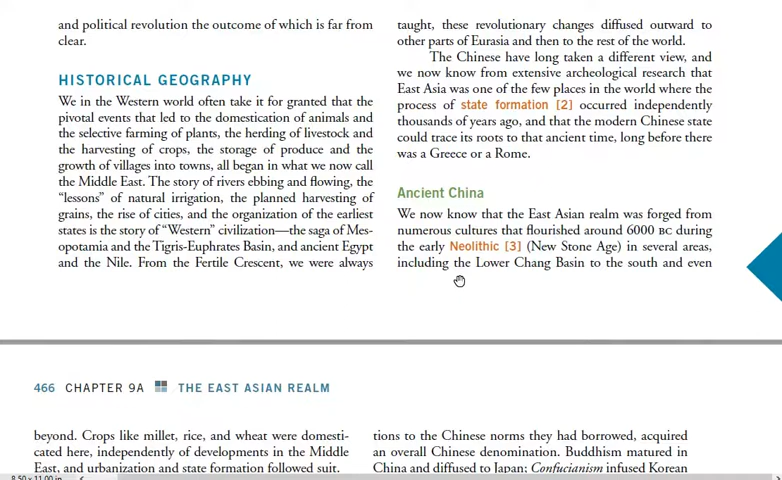 and political revolution the outcome of which is far from
clear.
HISTORICAL GEOGRAPHY
We in the Western world often take it for granted that the
pivotal events that led to the domestication of animals and
the selective farming of plants, the herding of livestock and
the harvesting of crops, the storage of produce and the
growth of villages into towns, all began in what we now call
the Middle East. The story of rivers ebbing and flowing, the
“lessons” of natural irrigation, the planned harvesting of
grains, the rise of cities, and the organization of the earliest
states is the story of “Western” civilization—the saga of Mes-
opotamia and the Tigris-Euphrates Basin, and ancient Egypt
and the Nile. From the Fertile Crescent, we were always
taught, these revolutionary changes diffused outward to
other parts of Eurasia and then to the rest of the world.
The Chinese have long taken a different view, and
we now know from extensive archeological research that
East Asia was one of the few places in the world where the
process of state formation [2] occurred independently
thousands of years ago, and that the modern Chinese state
could trace its roots to that ancient time, long before there
was a Greece or a Rome.
Ancient China
We now know that the East Asian realm was forged from
numerous cultures that flourished around 6000 BC during
the early Neolithic [3] (New Stone Age) in several areas,
including the Lower Chang Basin to the south and even
466 CHAPTER 9A THE EAST ASIAN REALM
beyond. Crops like millet, rice, and wheat were domesti-
cated here, independently of developments in the Middle
East, and urbanization and state formation followed suit.
tions to the Chinese norms they had borrowed, acquired
an overall Chinese denomination. Buddhism matured in
China and diffused to Japan; Confucianism infused Korean
8.50 x 11.00 in